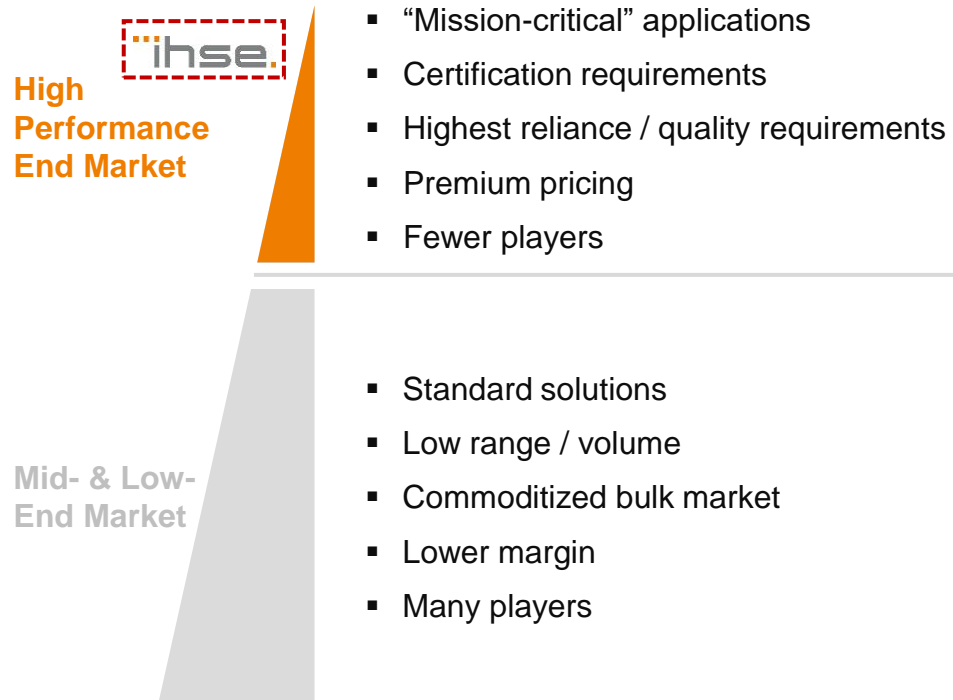 ihse.
High
Performance
End Market
▪ “Mission-critical” applications
▪ Certification requirements
▪ Highest reliance / quality requirements
▪ Premium pricing
▪ Fewer players
Mid- & Low-
End Market
▪ Standard solutions
▪ Low range / volume
▪ Commoditized bulk market
▪ Lower margin
▪ Many players